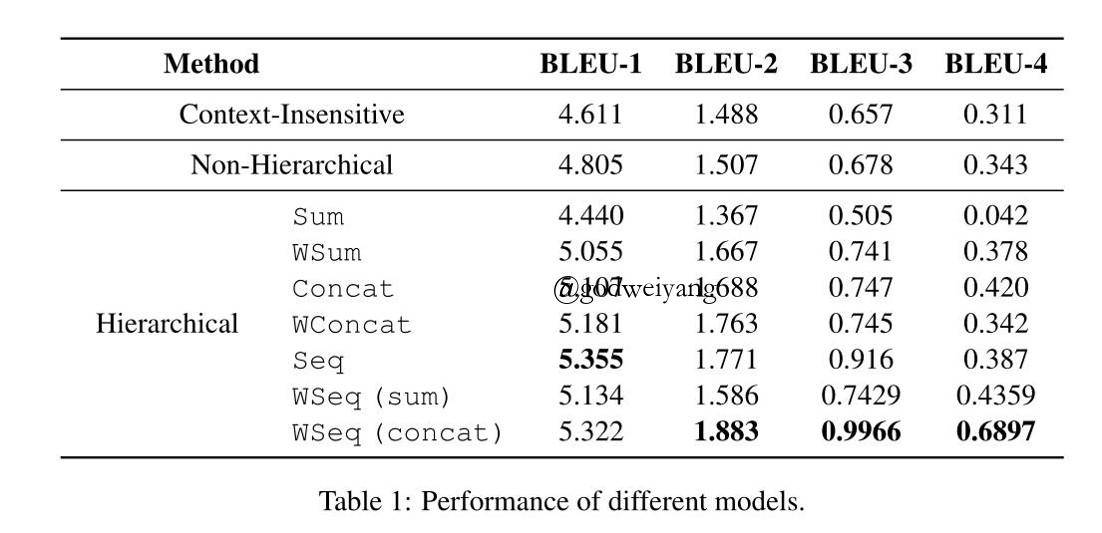 Method BLEU-1 BLEU-2 BLEU-3 BLEU-4
Context-Insensitive 4.611 1.488 0.657 0.311
Non-Hierarchical 4.805 1.507 0.678 0.343
Sum 4.440 1.367 0.505 0.042
WSum 5.055 1.667 0.741 0.378
Concat 5.107 1.688 0.747 0.420
@godweiyang
Hierarchical WConcat 5.181 1.763 0.745 0.342
Seq 5.355 1.771 0.916 0.387
WSeq (sum) 5.134 1.586 0.7429 0.4359
WSeq (concat) 5.322 1.883 0.9966 0.6897
Table 1: Performance of different models.